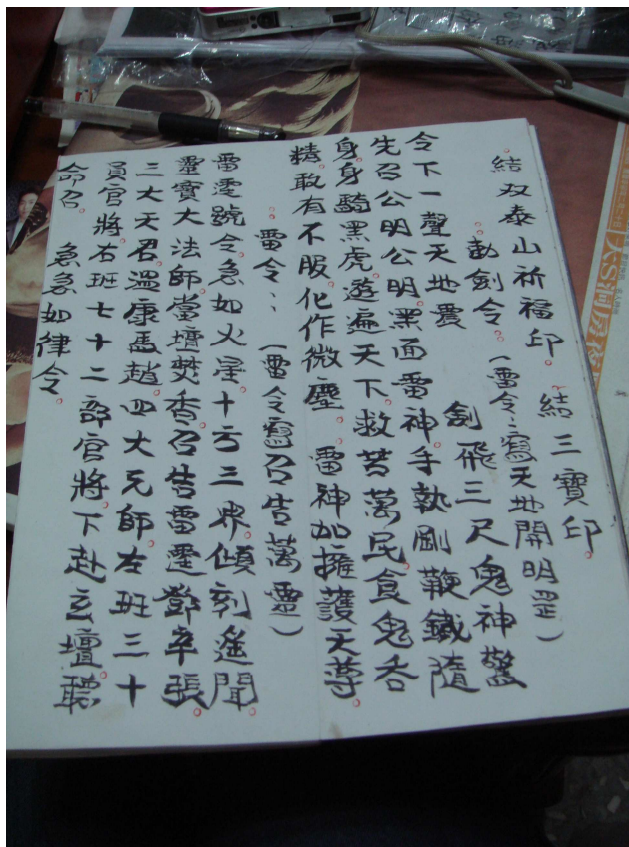 結双泰山祈福印。結三寶印。
動劍令。(雷令:寫天地開明罡)
劍飛三尺鬼神驚
令下一聲天地震
先召公明公明黑面雷神。手執剛鞭鐵隨
身身騎黑虎。遊遍天下。救苦萬民。食鬼吞
精。敢有不服。化作微塵。雷神加擁護天尊。
雷令:(雷令寫召告萬靈)
雷霆號令。急如火星。十方三界。傾刻遙聞。
靈寶大法師。當壇焚香。召告雷霆鄧辛張。
三大天君。溫康馬趙。四大元帥。左班三十
員官將。右班七十二部官將。下赴玄壇。聽
命召。急急如律令。